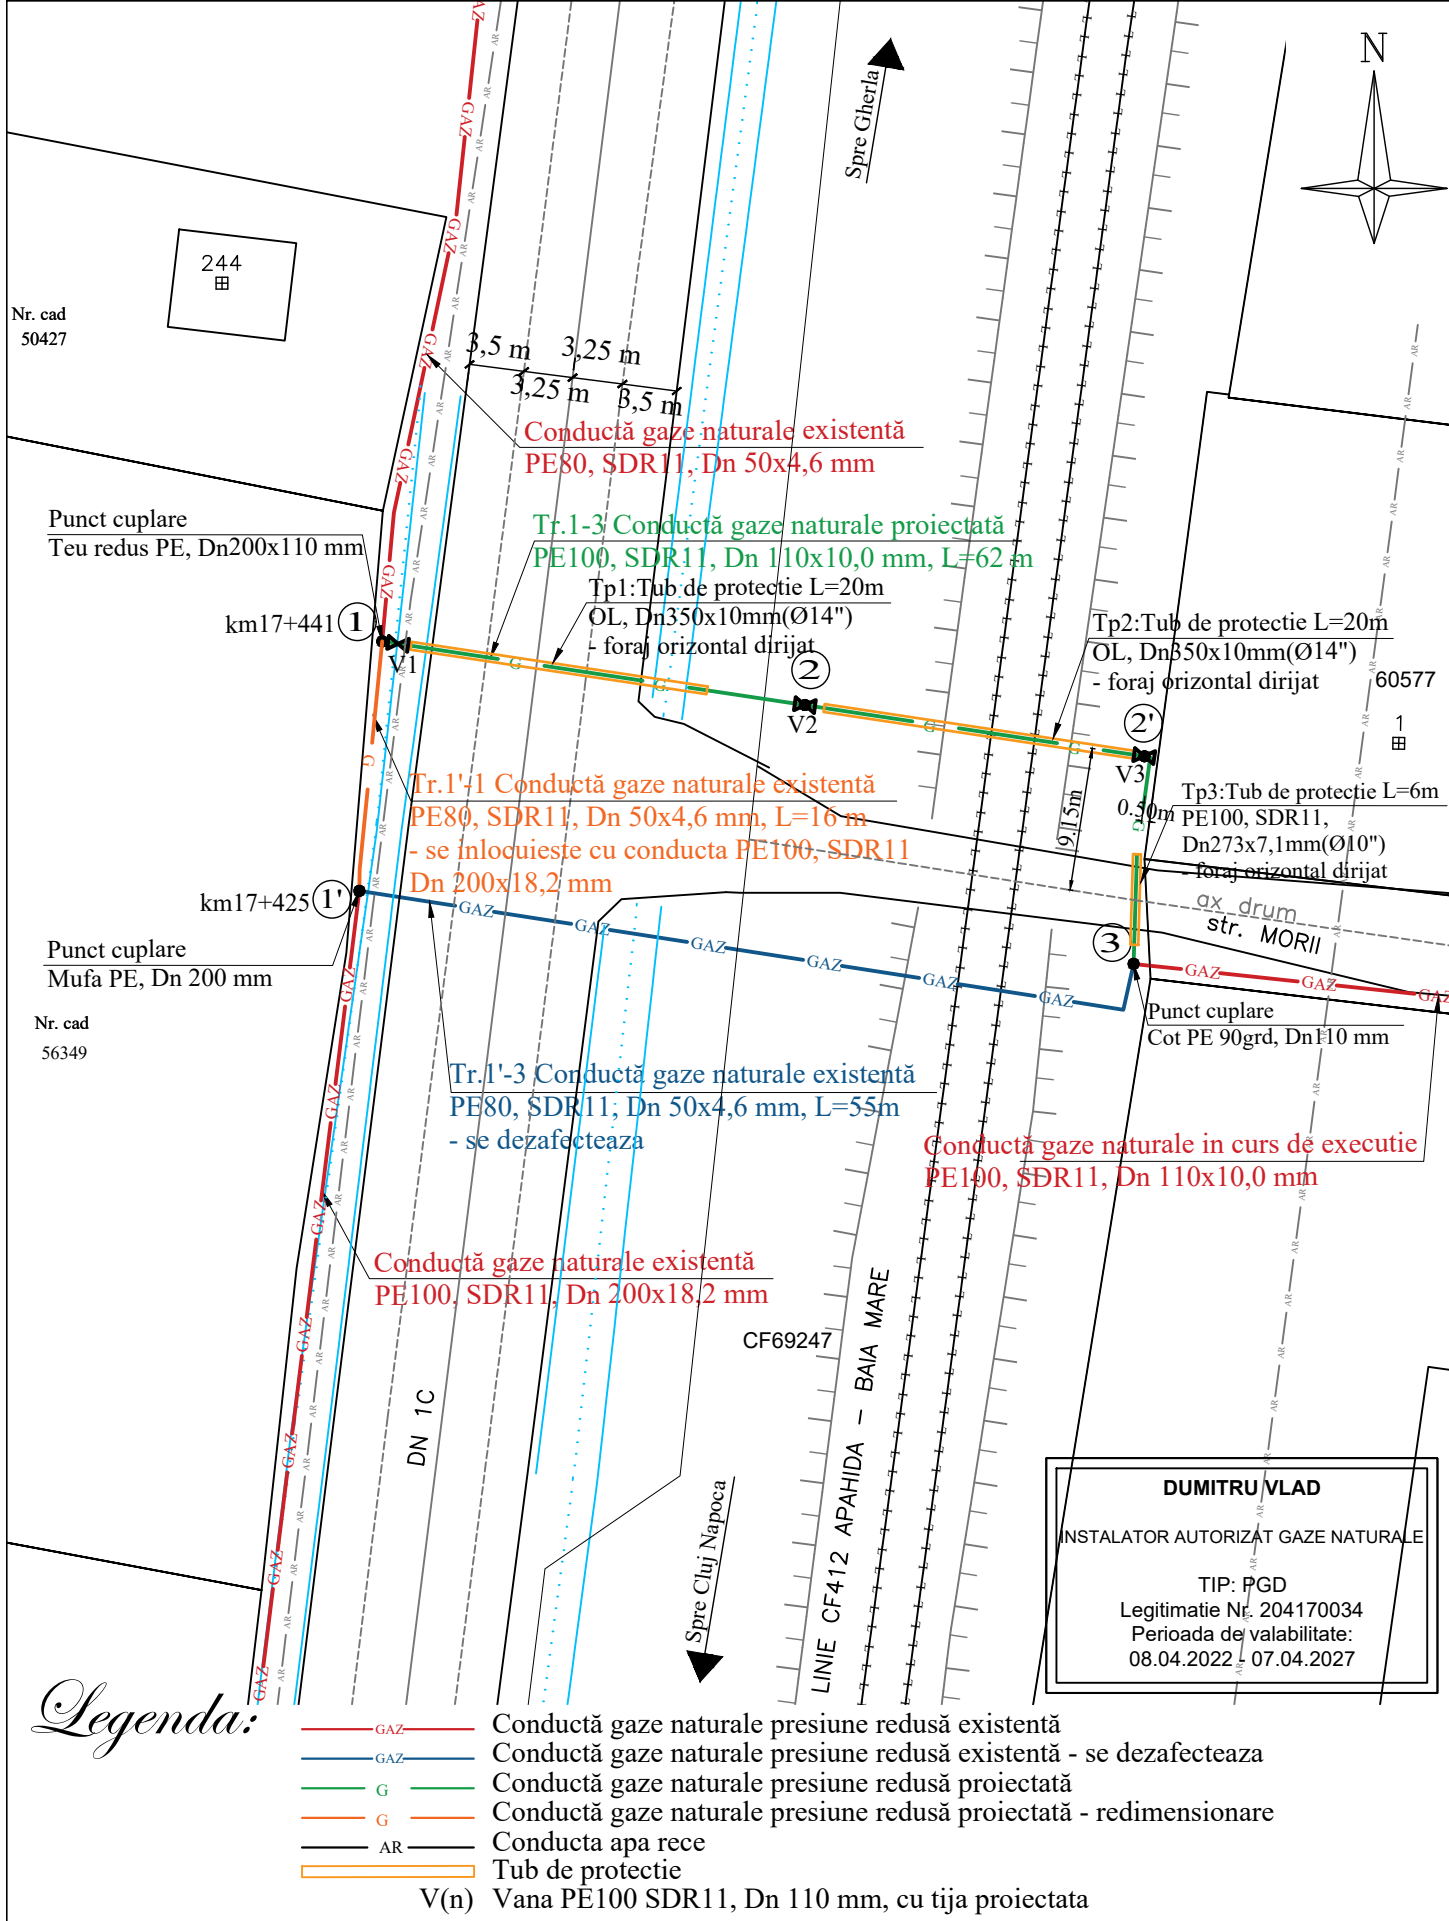 N
Spre Gherla
244
Nr. cad
50427
3,5 m
3,25 m
3,25 m
3,5 m
Conductă gaze naturale existentă
PE80, SDR11, Dn 50x4,6 mm
Punct cuplare
Teu redus PE, Dn200x110 mm
Tr.1-3 Conductă gaze naturale proiectată
PE100, SDR11, Dn 110x10,0 mm, L=62 m
Tp1:Tub de protectie L=20m
OL, Dn350x10mm(Ø14")
- foraj orizontal dirijat
km17+441
1
V1
2
V2
Tp2:Tub de protectie L=20m
OL, Dn350x10mm(Ø14")
- foraj orizontal dirijat
60577
1
2'
V3
0.50m
9.15m
Tp3:Tub de protectie L=6m
PE100, SDR11,
Dn273x7,1mm(Ø10")
- foraj orizontal dirijat
Tr.1'-1 Conductă gaze naturale existentă
PE80, SDR11, Dn 50x4,6 mm, L=16 m
- se inlocuieste cu conducta PE100, SDR11
Dn 200x18,2 mm
km17+425
1'
Punct cuplare
Mufa PE, Dn 200 mm
ax drum
str. MORII
3
Nr. cad
56349
Punct cuplare
Cot PE 90grd, Dn110 mm
Tr.1'-3 Conductă gaze naturale existentă
PE80, SDR11, Dn 50x4,6 mm, L=55m
- se dezafecteaza
Conductă gaze naturale in curs de executie
PE100, SDR11, Dn 110x10,0 mm
Conductă gaze naturale existentă
PE100, SDR11, Dn 200x18,2 mm
CF69247
DN 1C
LINIE CF412 APAHIDA - BAIA MARE
Spre Cluj Napoca
DUMITRU VLAD
INSTALATOR AUTORIZAT GAZE NATURALE
TIP: PGD
Legitimatie Nr. 204170034
Perioada de valabilitate:
08.04.2022 - 07.04.2027
Legenda:
GAZ Conductă gaze naturale presiune redusă existentă
GAZ Conductă gaze naturale presiune redusă existentă - se dezafecteaza
G Conductă gaze naturale presiune redusă proiectată
G Conductă gaze naturale presiune redusă proiectată - redimensionare
AR Conducta apa rece
Tub de protectie
V(n) Vana PE100 SDR11, Dn 110 mm, cu tija proiectata